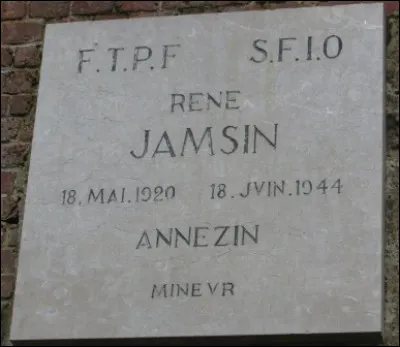 F.T.P.F S.F.I.O
RENE
JAMSIN
18.MAI.1920 18.JVIN.1944
ANNEZIN
MINEVR